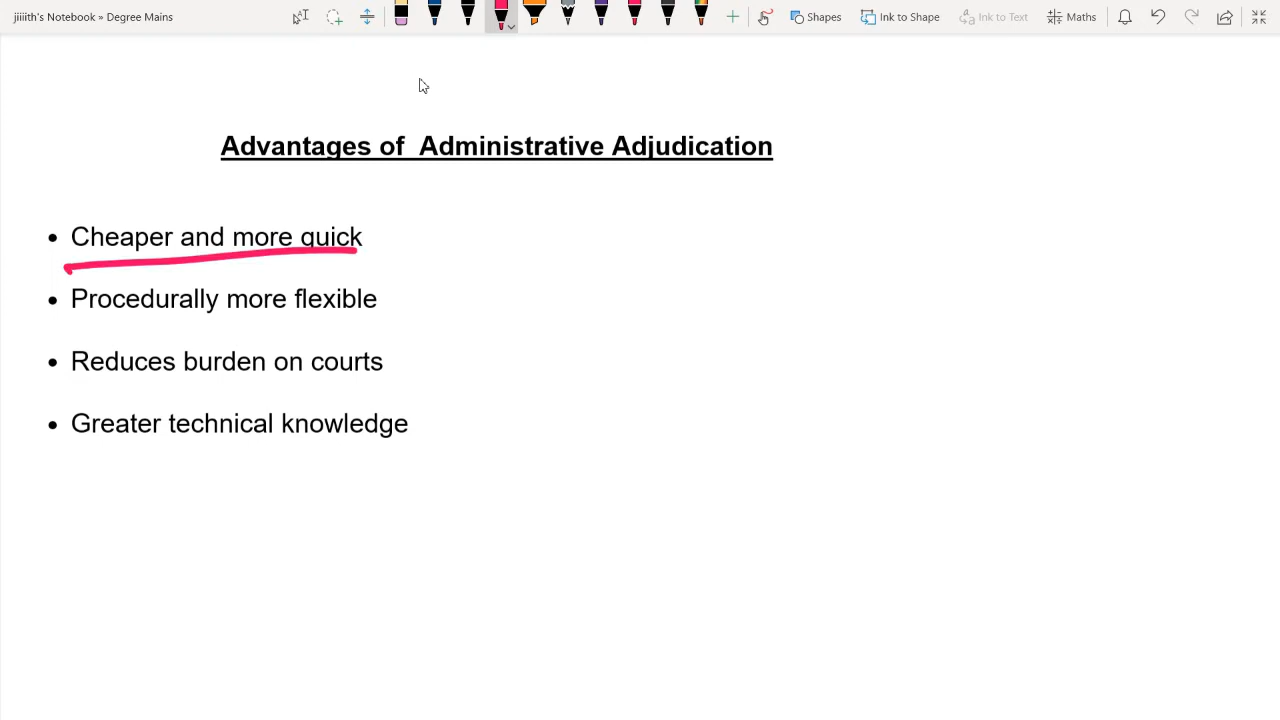 jiiiith's Notebook » Degree Mains
Shapes
Ink to Shape
Ink to Text
Maths
Advantages of  Administrative Adjudication
• Cheaper and more quick
• Procedurally more flexible
• Reduces burden on courts
• Greater technical knowledge